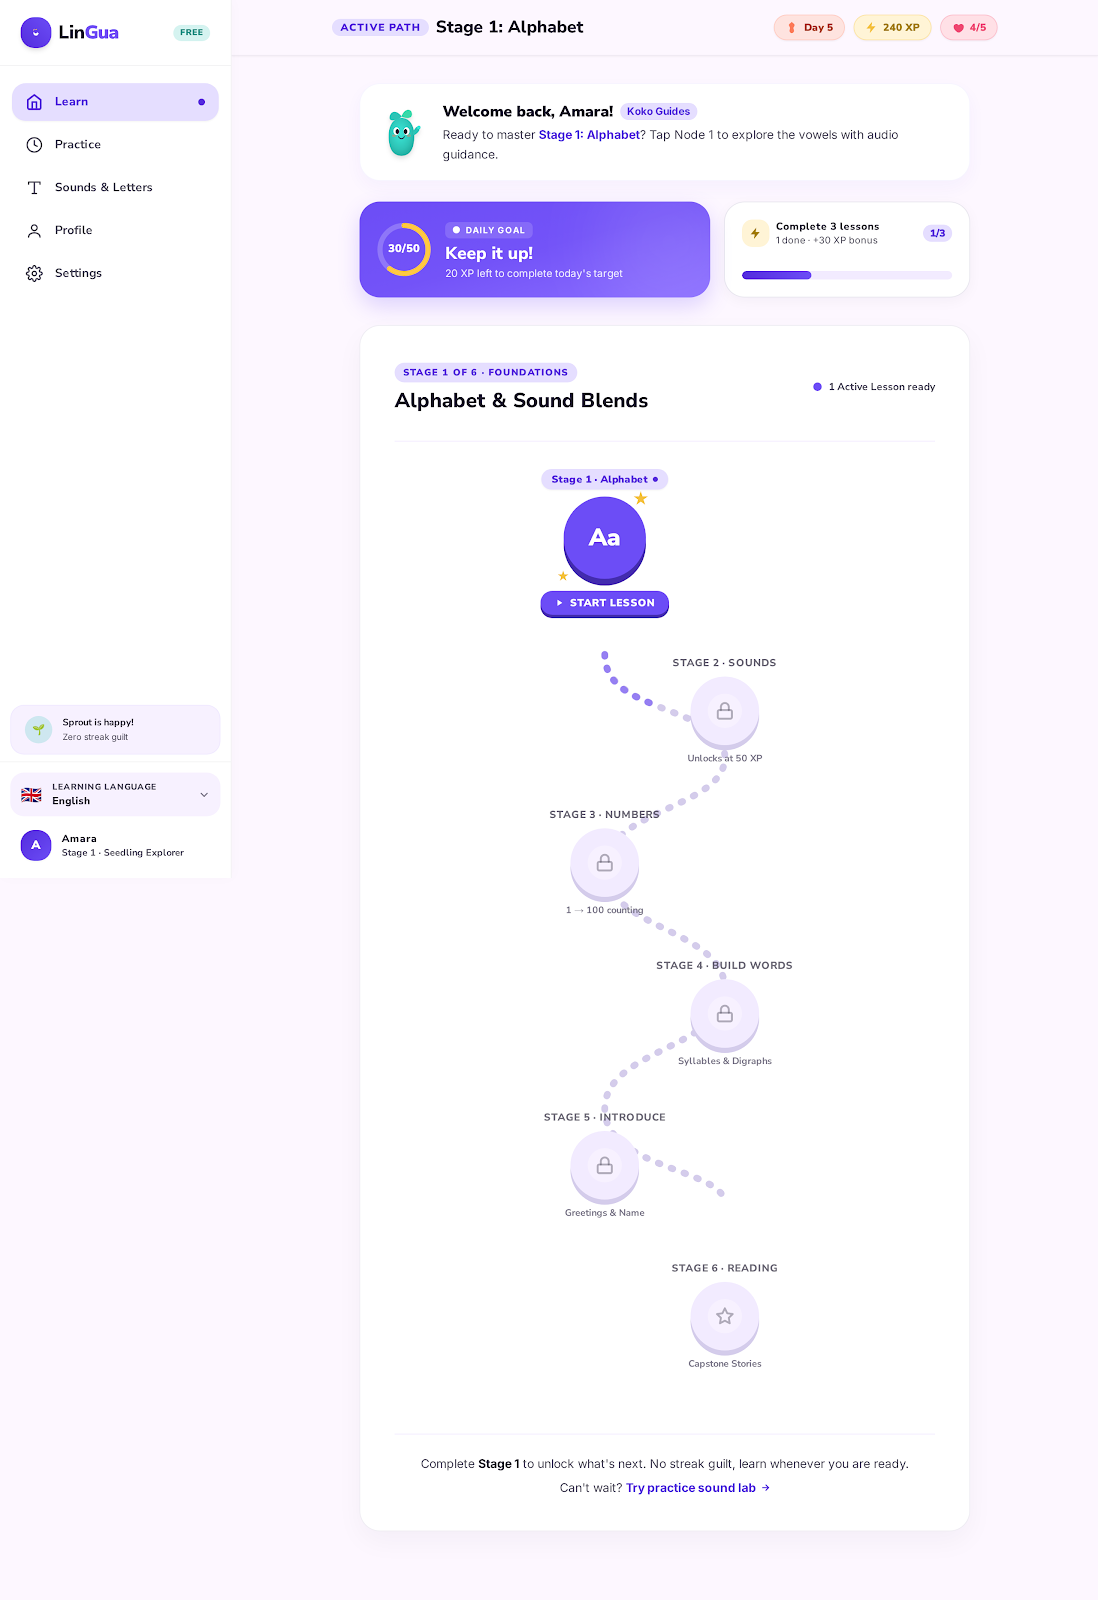 LinGua
FREE
Learn
Practice
Sounds & Letters
Profile
Settings
Sprout is happy!
Zero streak guilt
LEARNING LANGUAGE
English
A
Amara
Stage 1 · Seedling Explorer
ACTIVE PATH
Stage 1: Alphabet
Day 5
240 XP
4/5
Welcome back, Amara!
Koko Guides
Ready to master Stage 1: Alphabet? Tap Node 1 to explore the vowels with audio
guidance.
30/50
DAILY GOAL
Keep it up!
20 XP left to complete today's target
Complete 3 lessons
1 done · +30 XP bonus
1/3
STAGE 1 OF 6 · FOUNDATIONS
Alphabet & Sound Blends
1 Active Lesson ready
Stage 1 · Alphabet
Aa
START LESSON
STAGE 2 · SOUNDS
Unlocks at 50 XP
STAGE 3 · NUMBERS
1 → 100 counting
STAGE 4 · BUILD WORDS
Syllables & Digraphs
STAGE 5 · INTRODUCE
Greetings & Name
STAGE 6 · READING
Capstone Stories
Complete Stage 1 to unlock what's next. No streak guilt, learn whenever you are ready.
Can't wait? Try practice sound lab →